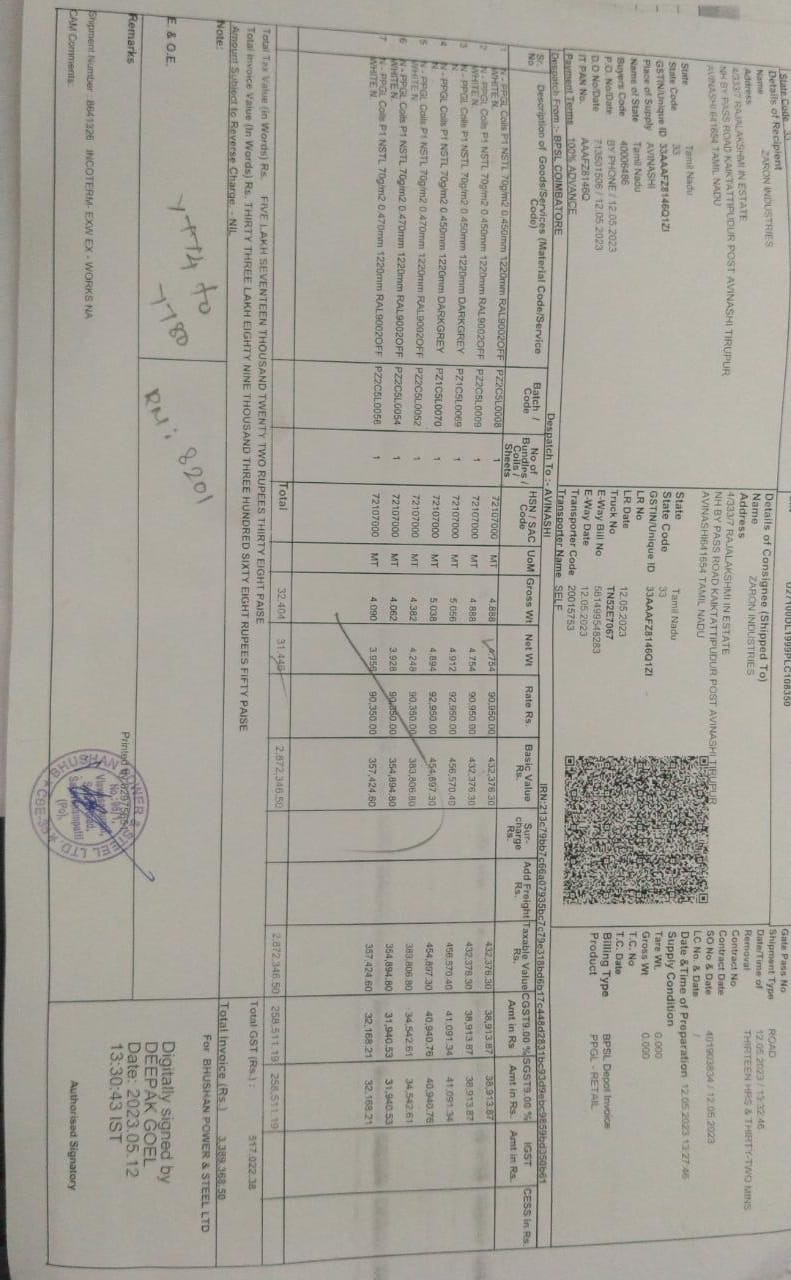 State Code 33
Details of Recipient
Name ZARON INDUSTRIES
Address
4/333/7 RAJALAKSHMI IN ESTATE
NH BY PASS ROAD KAIKTATTIPUDUR POST AVINASHI TIRUPUR
AVINASHI 641654 TAMIL NADU
State Tamil Nadu
State Code 33
GSTIN/Unique ID 33AAAFZ8146Q1ZI
Place of Supply AVINASHI
Name of State Tamil Nadu
Buyers Code 40006486
P.O. No/Date BY PHONE / 12.05.2023
D.O No/Date 713501506 / 12.05.2023
IT PAN No. AAAFZ8146Q
Payment Terms 100% ADVANCE
Despatch From :- BPSL COIMBATORE
U27100DL1999PLC108350
Details of Consignee (Shipped To)
Name ZARON INDUSTRIES
Address
4/333/7 RAJALAKSHMI IN ESTATE
NH BY PASS ROAD KAIKTATTIPUDUR POST AVINASHI TIRUPUR
AVINASHI641654 TAMIL NADU
State Tamil Nadu
State Code 33
GSTIN/Unique ID 33AAAFZ8146Q1ZI
LR No -
LR Date 12.05.2023
Truck No TN52E7067
E-Way Bill No 581499548283
E-Way Date 12.05.2023
Transporter Code 20015753
Transporter Name SELF
Despatch To :- AVINASHI
Gate Pass No
Shipment Type ROAD
Date/Time of 12.05.2023 / 13:32:46
Removal THIRTEEN HRS & THIRTY-TWO MINS
Contract No
Contract Date
SO No & Date 401903834 / 12.05.2023
LC No. & Date /
Date &Time of Preparation 12.05.2023 13:27:46
Supply Condition
Tare Wt. 0.000
Gross Wt 0.000
T.C. No
T.C. Date
Billing Type BPSL Depot Invoice
Product PPGL - RETAIL
Sr. No Description of Goods/Services (Material Code/Service Code) Batch / Code No of Bundles / Coils / Sheets HSN / SAC Code UoM Gross Wt Net Wt Rate Rs. Basic Value Rs. Sur-charge Rs. Add Freight Rs. Taxable Value Rs. CGST9.00 % Amt in Rs SGST9.00 % Amt in Rs. IGST Amt in Rs. CESS in Rs.
1 N - PPGL Coils P1 NSTL 70g/m2 0.450mm 1220mm RAL9002OFF WHITE N PZ2C5L0008 1 72107000 MT 4.888 4.754 90,950.00 432,376.30 432,376.30 38,913.87 38,913.87
2 N - PPGL Coils P1 NSTL 70g/m2 0.450mm 1220mm RAL9002OFF WHITE N PZ2C5L0009 1 72107000 MT 4.888 4.754 90,950.00 432,376.30 432,376.30 38,913.87 38,913.87
3 N - PPGL Coils P1 NSTL 70g/m2 0.450mm 1220mm DARKGREY N PZ1C5L0069 1 72107000 MT 5.056 4.912 92,950.00 456,570.40 456,570.40 41,091.34 41,091.34
4 N - PPGL Coils P1 NSTL 70g/m2 0.450mm 1220mm DARKGREY N PZ1C5L0070 1 72107000 MT 5.038 4.894 92,950.00 454,897.30 454,897.30 40,940.76 40,940.76
5 N - PPGL Coils P1 NSTL 70g/m2 0.470mm 1220mm RAL9002OFF WHITE N PZ2C5L0052 1 72107000 MT 4.382 4.248 90,350.00 383,806.80 383,806.80 34,542.61 34,542.61
6 N - PPGL Coils P1 NSTL 70g/m2 0.470mm 1220mm RAL9002OFF WHITE N PZ2C5L0054 1 72107000 MT 4.062 3.928 90,350.00 354,894.80 354,894.80 31,940.53 31,940.53
7 N - PPGL Coils P1 NSTL 70g/m2 0.470mm 1220mm RAL9002OFF WHITE N PZ2C5L0056 1 72107000 MT 4.090 3.956 90,350.00 357,424.60 357,424.60 32,168.21 32,168.21
Total 32.404 31.446 2,872,346.50 2,872,346.50 258,511.19 258,511.19
Total Tax Value (in Words) Rs. FIVE LAKH SEVENTEEN THOUSAND TWENTY TWO RUPEES THIRTY EIGHT PAISE
Total GST (Rs.) : 517,022.38
Total Invoice Value (In Words) Rs. THIRTY THREE LAKH EIGHTY NINE THOUSAND THREE HUNDRED SIXTY EIGHT RUPEES FIFTY PAISE
Total Invoice (Rs.) 3,389,368.50
Amount Subject to Reverse Charge - NIL
Note:
7780
RN: 8201
E. & O.E.
For BHUSHAN POWER & STEEL LTD
Digitally signed by
DEEPAK GOEL
Date: 2023.05.12
13:30:43 IST
Authorised Signatory
Remarks
Shipment Number 8641326 INCOTERM- EXW EX - WORKS NA
CAM Comments: